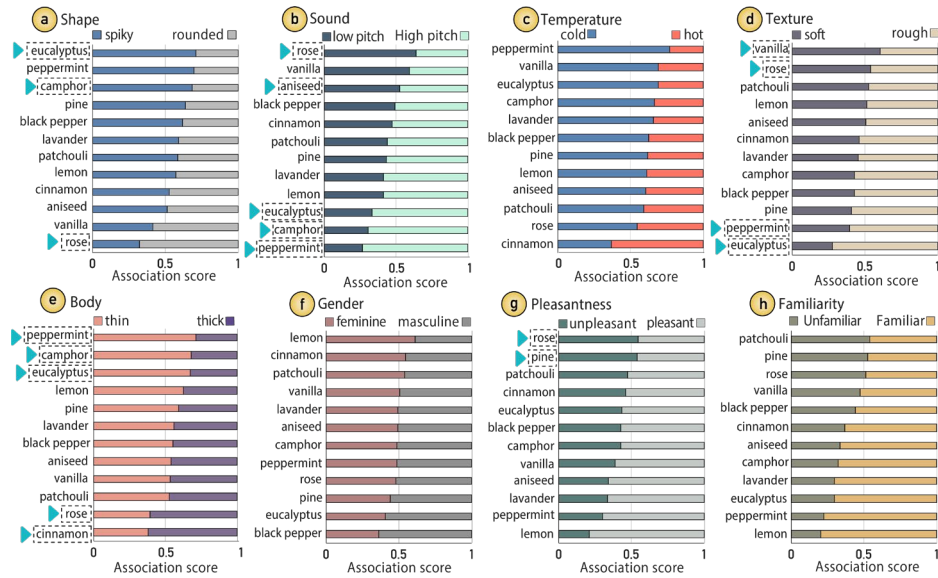 a Shape
spiky rounded
eucalyptus
peppermint
camphor
pine
black pepper
lavander
patchouli
lemon
cinnamon
aniseed
vanilla
rose
0 0.5 1
Association score
b Sound
low pitch High pitch
rose
vanilla
aniseed
black pepper
cinnamon
patchouli
pine
lavander
lemon
eucalyptus
camphor
peppermint
0 0.5 1
Association score
c Temperature
cold hot
peppermint
vanilla
eucalyptus
camphor
lavander
black pepper
pine
lemon
aniseed
patchouli
rose
cinnamon
0 0.5 1
Association score
d Texture
soft rough
vanilla
rose
patchouli
lemon
aniseed
cinnamon
lavander
camphor
black pepper
pine
peppermint
eucalyptus
0 0.5 1
Association score
e Body
thin thick
peppermint
camphor
eucalyptus
lemon
pine
lavander
black pepper
aniseed
vanilla
patchouli
rose
cinnamon
0 0.5 1
Association score
f Gender
feminine masculine
lemon
cinnamon
patchouli
vanilla
lavander
aniseed
camphor
peppermint
rose
pine
eucalyptus
black pepper
0 0.5 1
Association score
g Pleasantness
unpleasant pleasant
rose
pine
patchouli
cinnamon
eucalyptus
black pepper
camphor
vanilla
aniseed
lavander
peppermint
lemon
0 0.5 1
Association score
h Familiarity
Unfamiliar Familiar
patchouli
pine
rose
vanilla
black pepper
cinnamon
aniseed
camphor
lavander
eucalyptus
peppermint
lemon
0 0.5 1
Association score